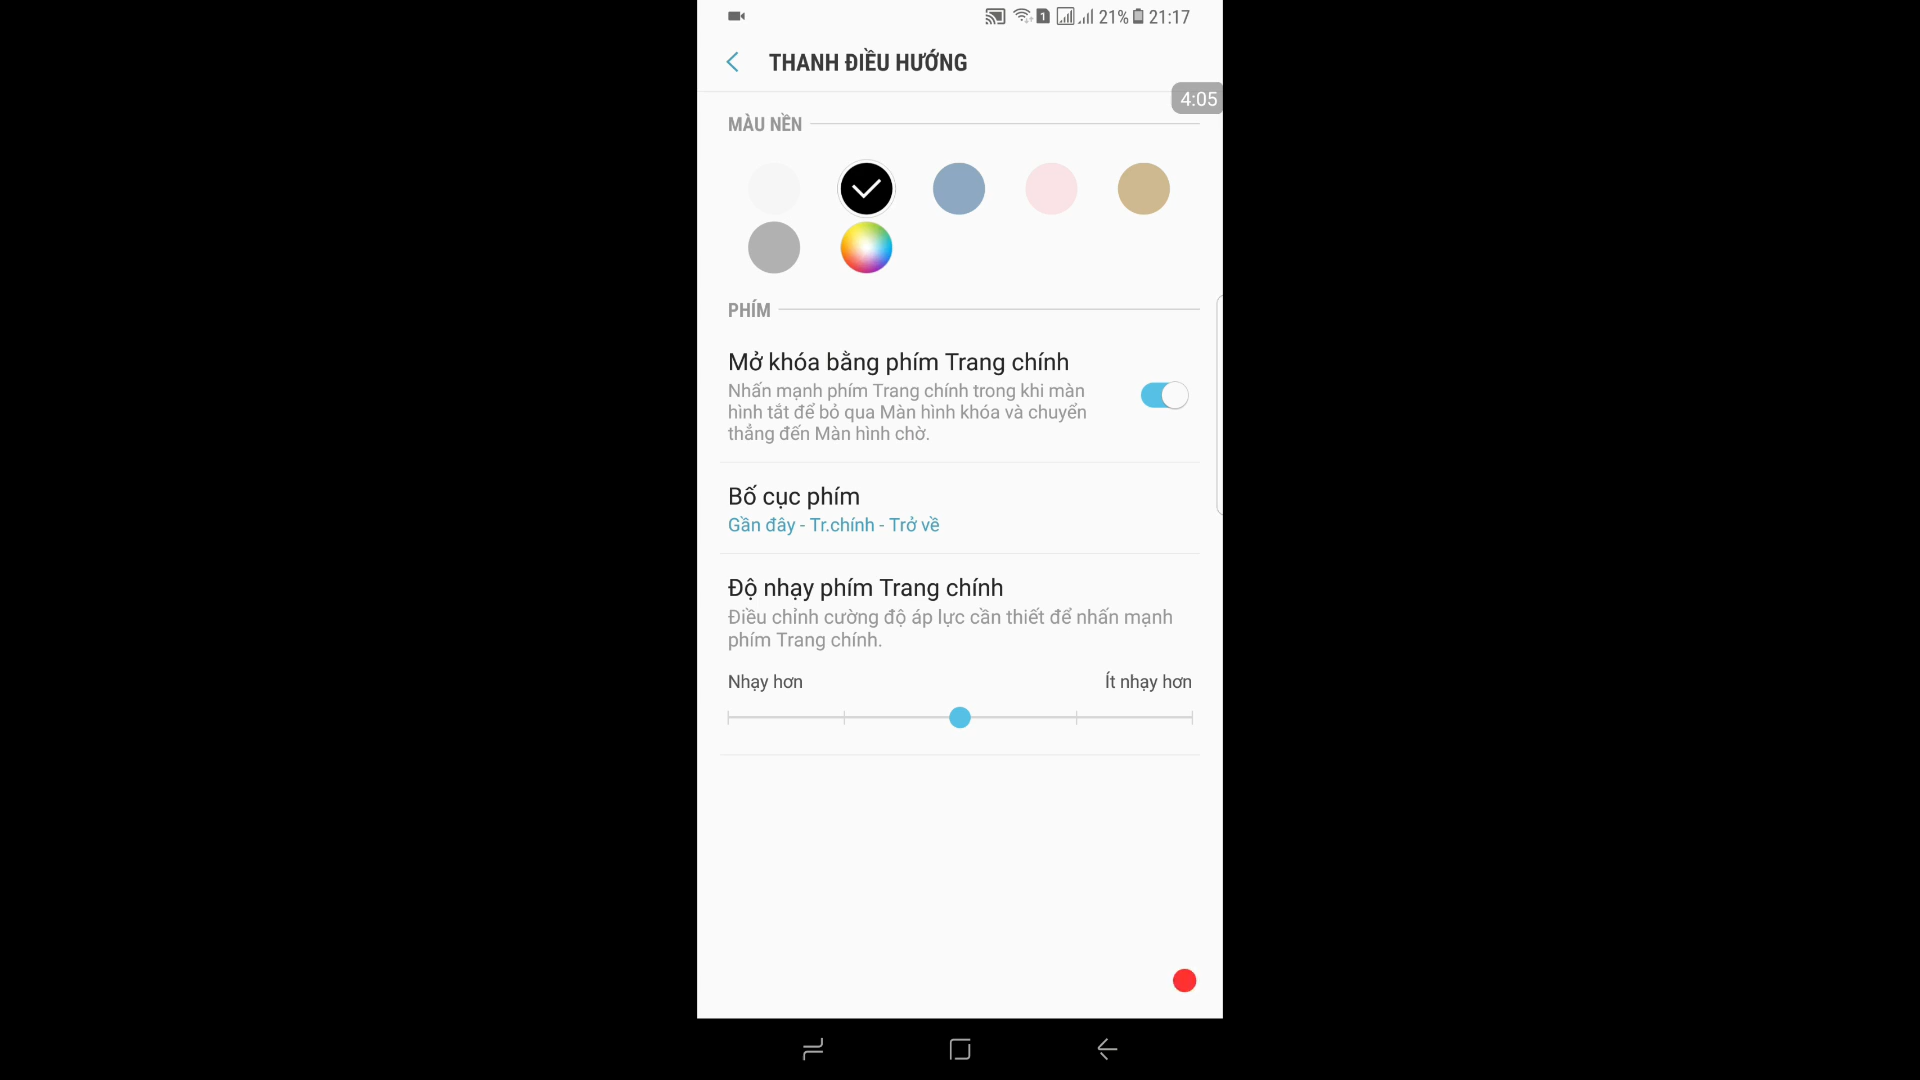 1 21% 21:17
THANH ĐIỀU HƯỚNG
4:05
MÀU NỀN
PHÍM
Mở khóa bằng phím Trang chính
Nhấn mạnh phím Trang chính trong khi màn
hình tắt để bỏ qua Màn hình khóa và chuyển
thẳng đến Màn hình chờ.
Bố cục phím
Gần đây - Tr.chính - Trở về
Độ nhạy phím Trang chính
Điều chỉnh cường độ áp lực cần thiết để nhấn mạnh
phím Trang chính.
Nhạy hơn
Ít nhạy hơn